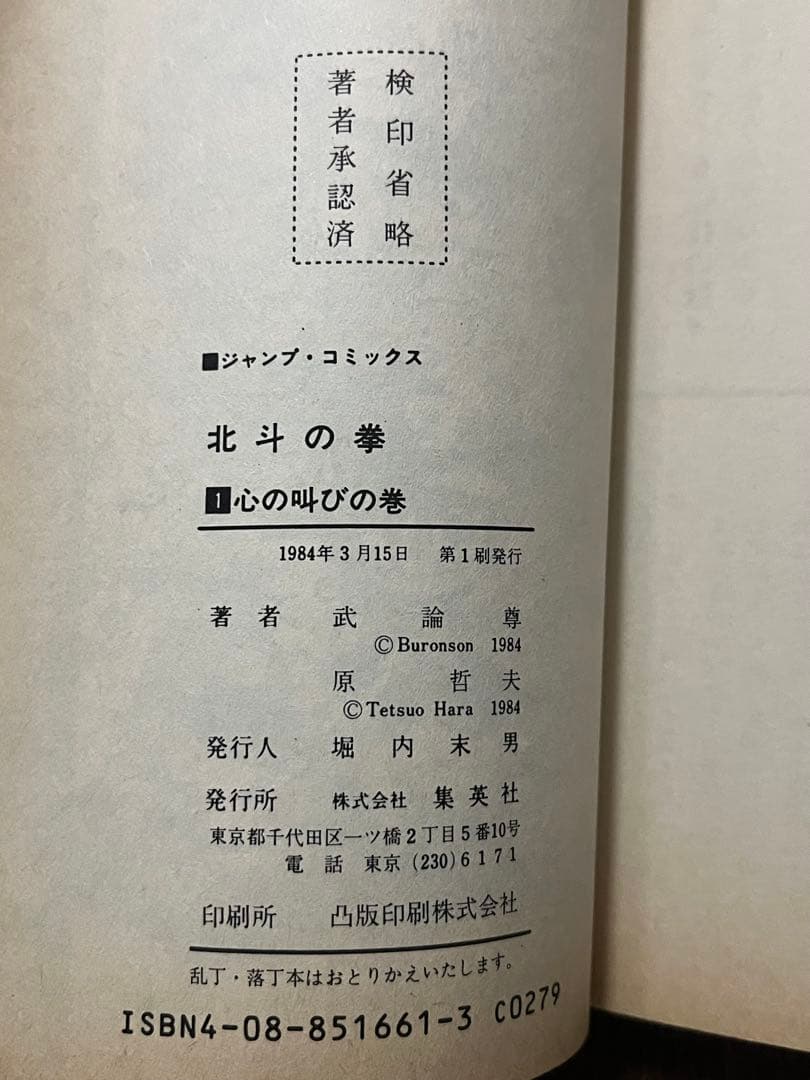 検印省略
著者承認済
■ジャンプ・コミックス
北斗の拳
1心の叫びの巻
1984年3月15日 第1刷発行
著者 武論尊
©Buronson 1984
原哲夫
©Tetsuo Hara 1984
発行人 堀内末男
発行所 株式会社 集英社
東京都千代田区一ツ橋2丁目5番10号
電話 東京(230)6171
印刷所 凸版印刷株式会社
乱丁・落丁本はおとりかえいたします。
ISBN4-08-851661-3 C0279